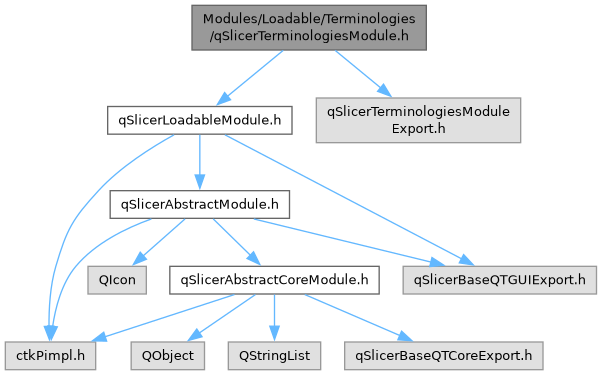 Modules/Loadable/Terminologies
/qSlicerTerminologiesModule.h
qSlicerLoadableModule.h
qSlicerTerminologiesModule
Export.h
qSlicerAbstractModule.h
QIcon
qSlicerAbstractCoreModule.h
qSlicerBaseQTGUIExport.h
ctkPimpl.h
QObject
QStringList
qSlicerBaseQTCoreExport.h